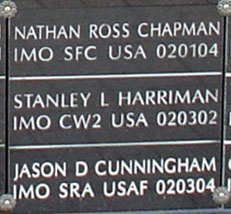 NATHAN ROSS CHAPMAN
IMO SFC USA 020104
STANLEY L HARRIMAN
IMO CW2 USA 020302
JASON D CUNNINGHAM
IMO SRA USAF 020304